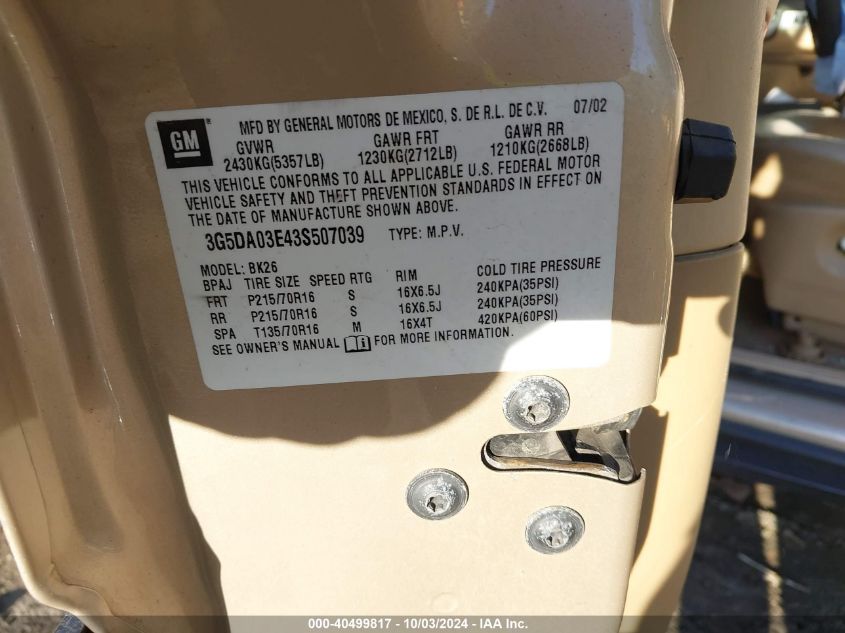 GM
MFD BY GENERAL MOTORS DE MEXICO, S. DE R.L. DE C.V. 07/02
GVWR GAWR FRT GAWR RR
2430KG(5357LB) 1230KG(2712LB) 1210KG(2668LB)
THIS VEHICLE CONFORMS TO ALL APPLICABLE U.S. FEDERAL MOTOR
VEHICLE SAFETY AND THEFT PREVENTION STANDARDS IN EFFECT ON
THE DATE OF MANUFACTURE SHOWN ABOVE.
3G5DA03E43S507039 TYPE: M.P.V.
MODEL: BK26
BPAJ TIRE SIZE SPEED RTG RIM COLD TIRE PRESSURE
FRT P215/70R16 S 16X6.5J 240KPA(35PSI)
RR P215/70R16 S 16X6.5J 240KPA(35PSI)
SPA T135/70R16 M 16X4T 420KPA(60PSI)
SEE OWNER'S MANUAL FOR MORE INFORMATION.
000-40499817 - 10/03/2024 - IAA Inc.